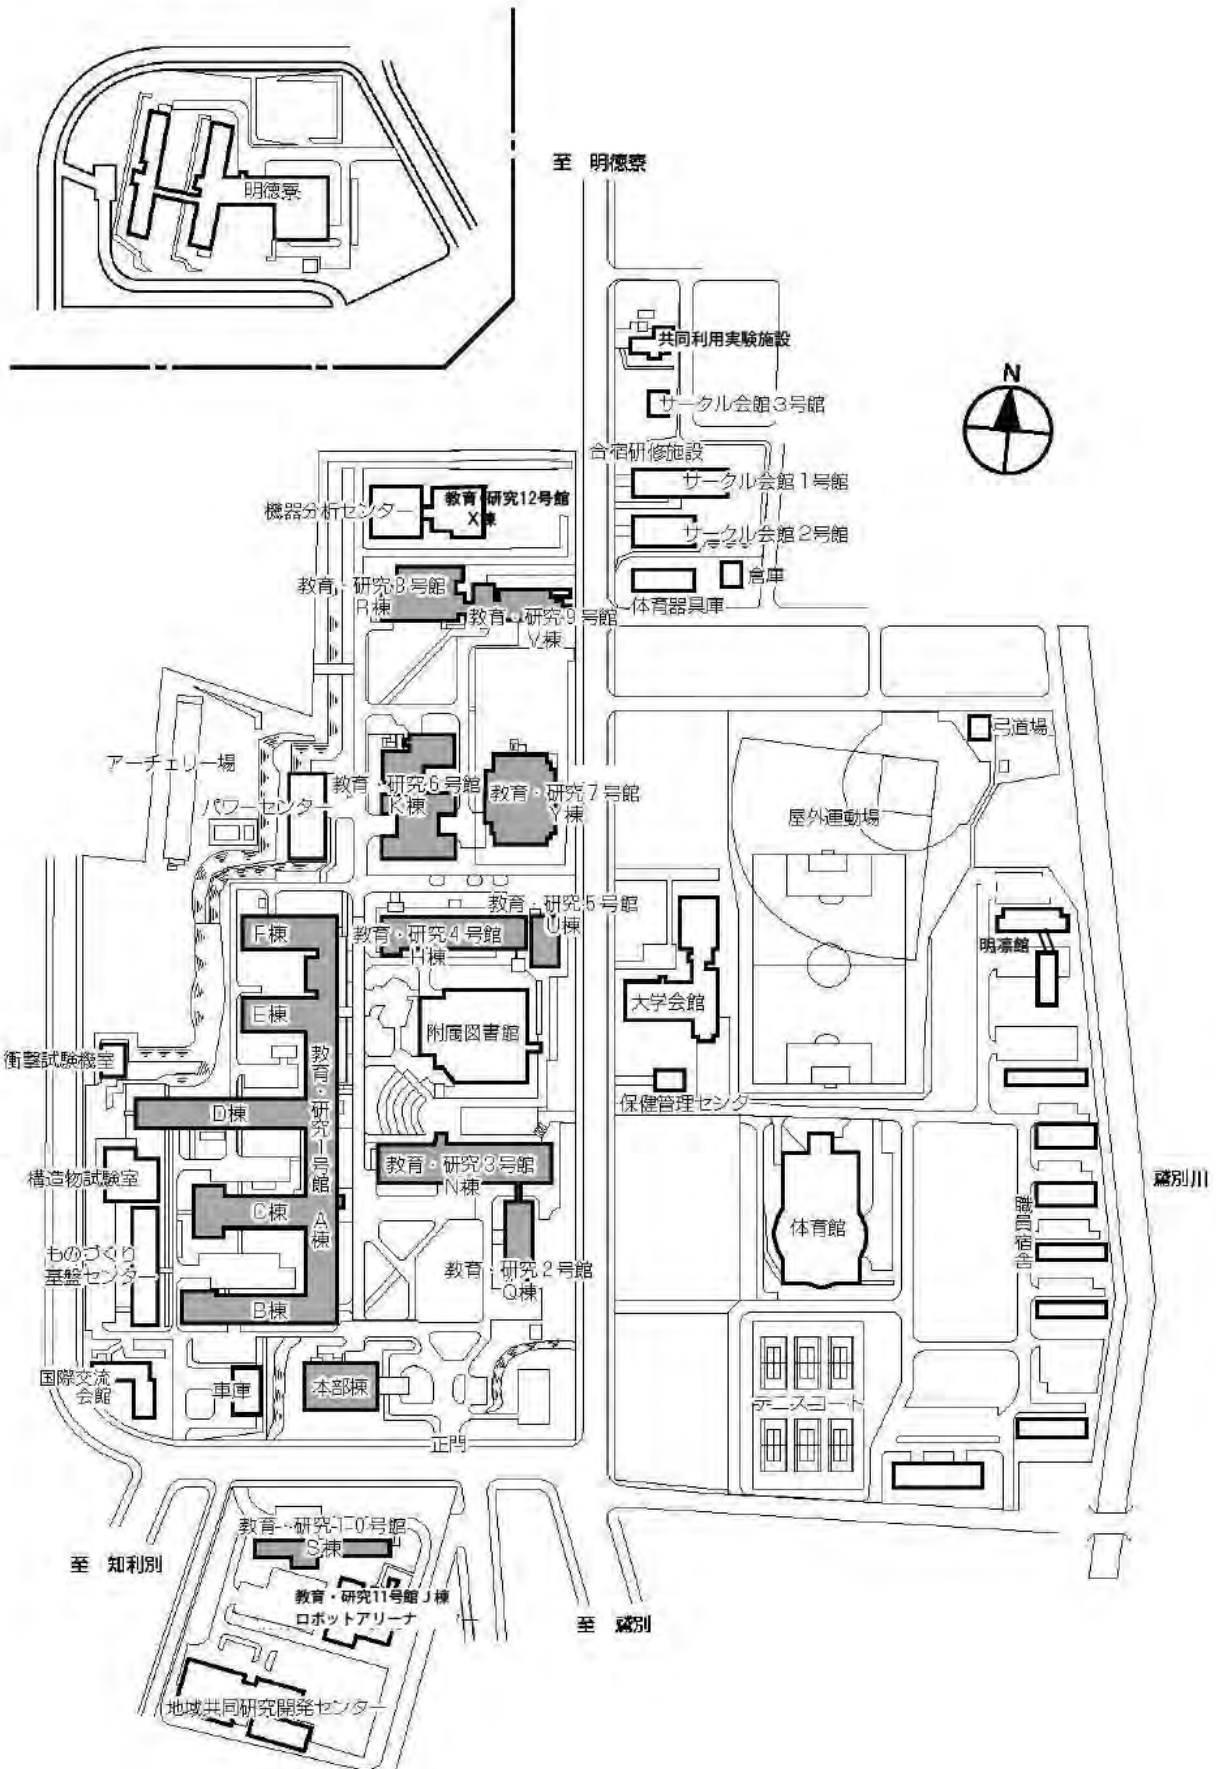 明徳寮
至 明徳寮
共同利用実験施設
N
サークル会館3号館
合宿研修施設
サークル会館1号館
機器分析センター
教育・研究12号館
X棟
サークル会館2号館
倉庫
体育器具庫
教育・研究8号館
R棟
教育・研究9号館
V棟
弓道場
アーチェリー場
パワーセンター
教育・研究6号館
K棟
教育・研究7号館
Y棟
屋外運動場
教育・研究5号館
U棟
F棟
教育・研究4号館
H棟
明凛館
E棟
附属図書館
大学会館
衝撃試験機室
教育・研究1号館 A棟
D棟
保健管理センター
構造物試験室
教育・研究3号館
N棟
鷲別川
C棟
体育館
職員宿舎
ものづくり
基盤センター
教育・研究2号館
Q棟
B棟
国際交流
会館
車庫
本部棟
テニスコート
正門
教育・研究10号館
S棟
至 知利別
教育・研究11号館J棟
ロボットアリーナ
至 鷲別
地域共同研究開発センター